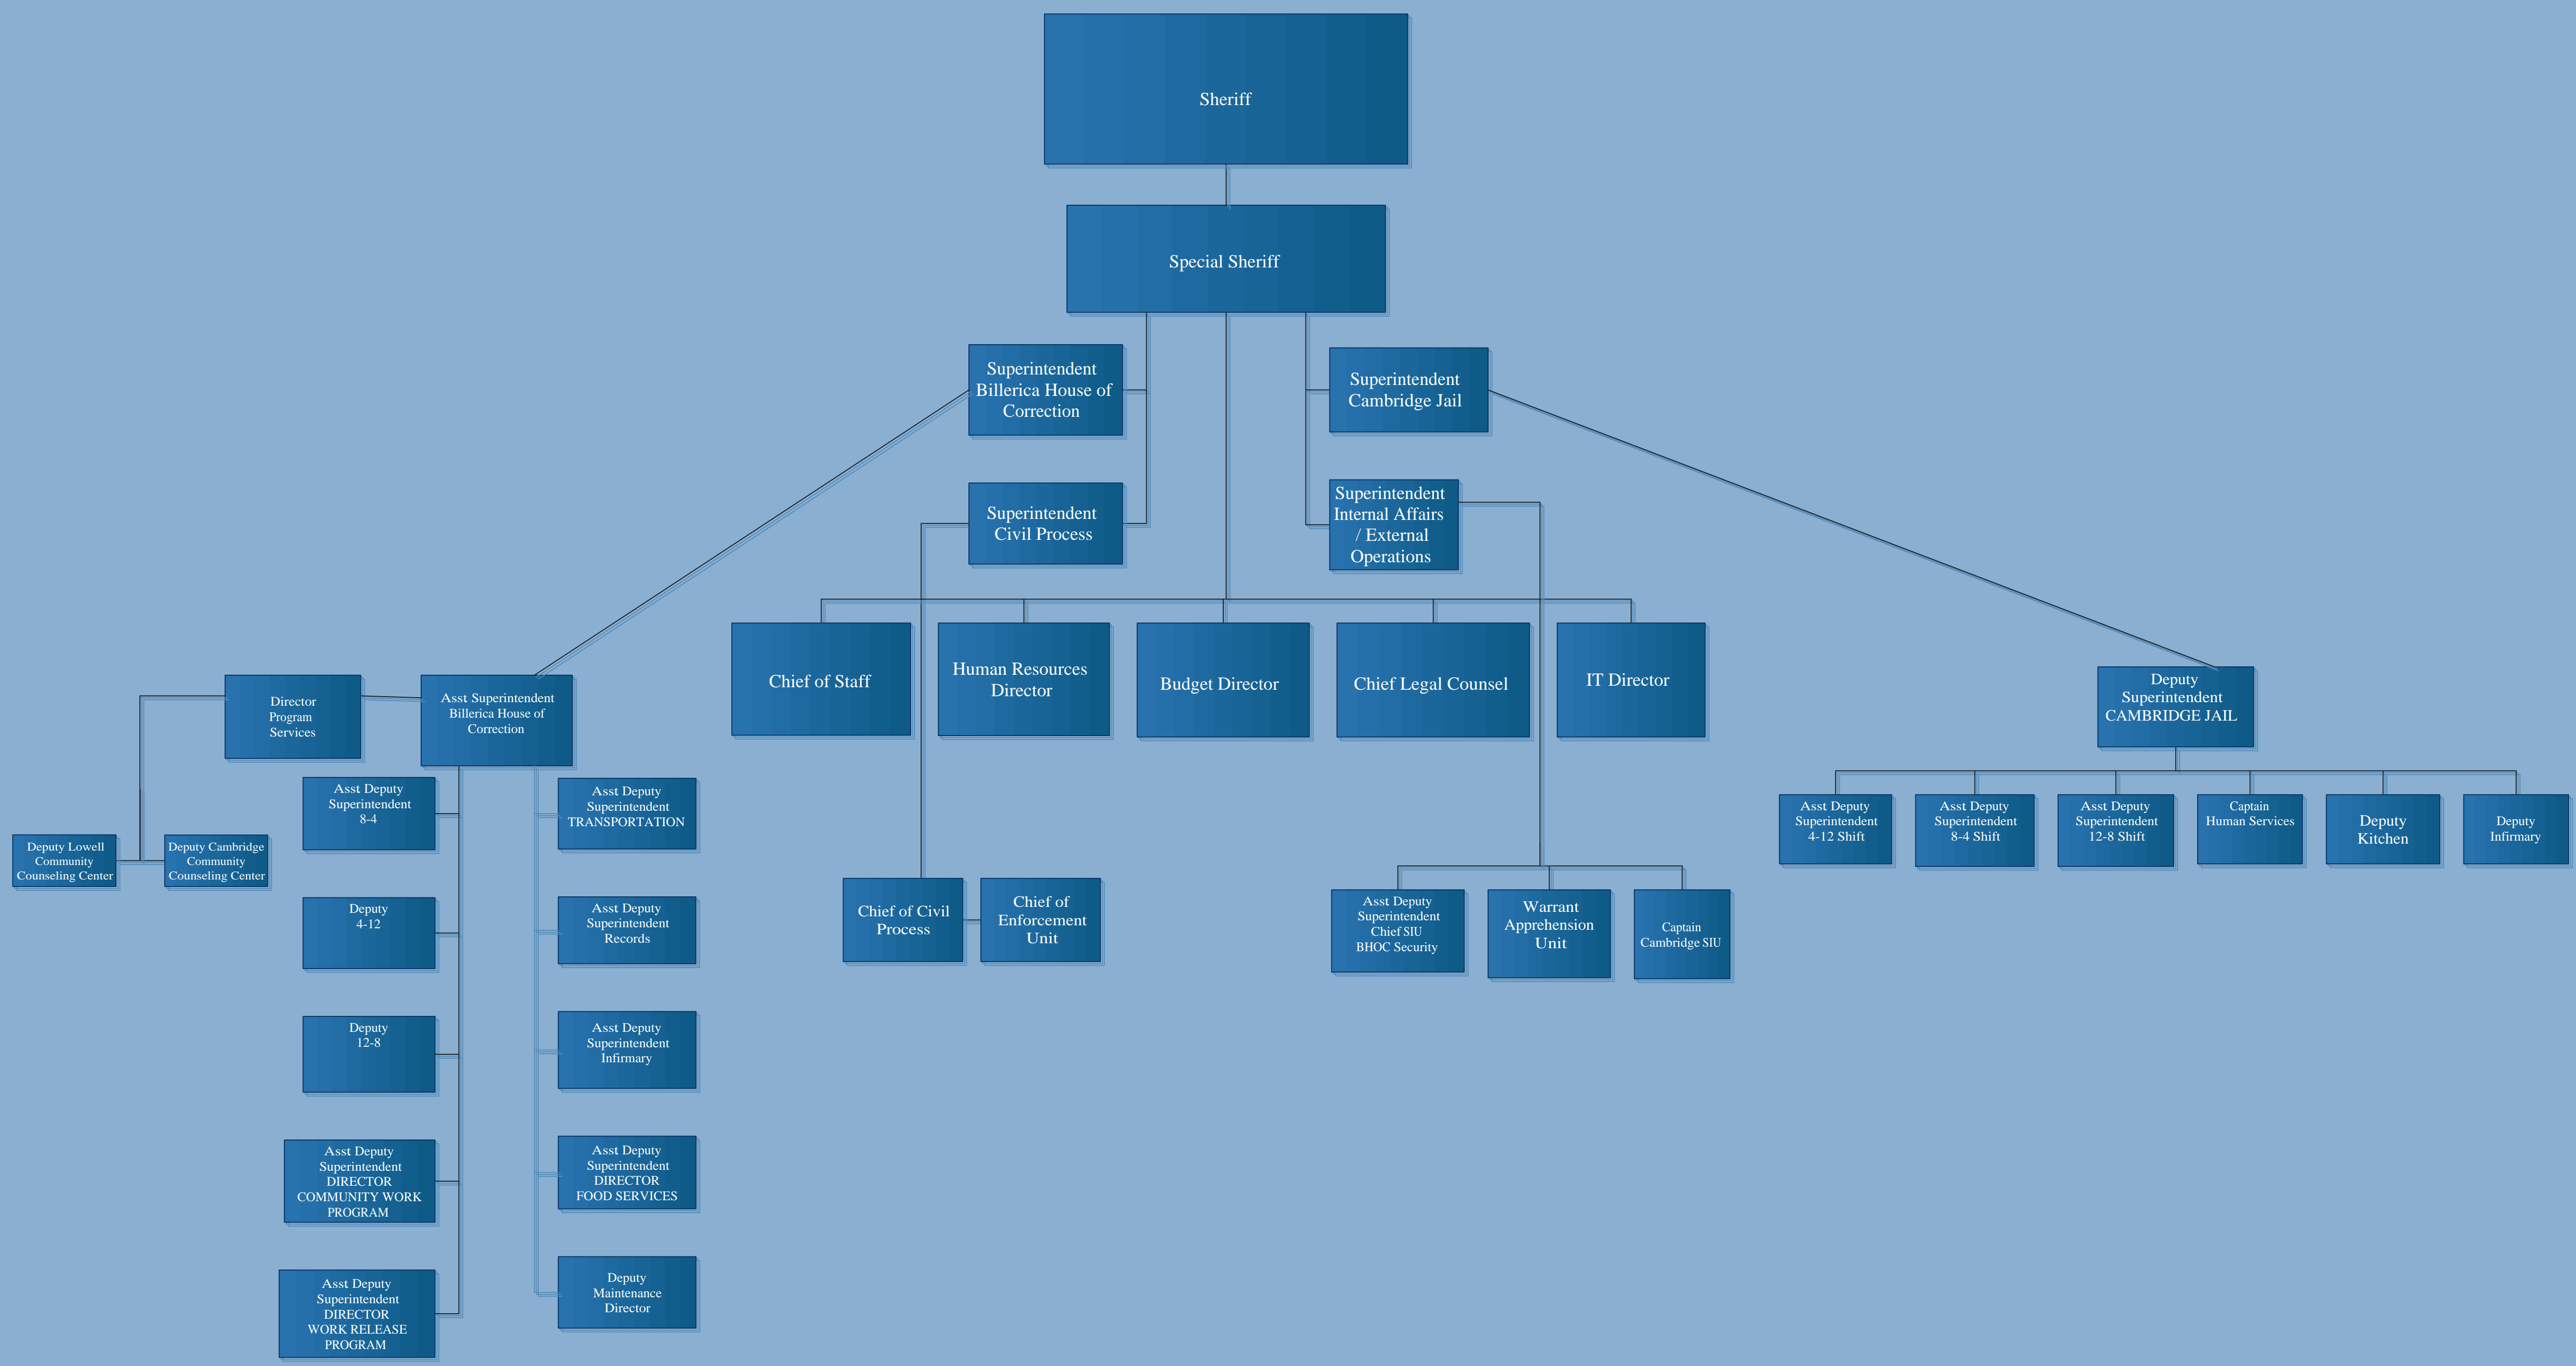 Sheriff
Special Sheriff
Superintendent
Billerica House of
Correction
Superintendent
Cambridge Jail
Superintendent
Civil Process
Superintendent
Internal Affairs
/ External
Operations
Chief of Staff
Human Resources
Director
Budget Director
Chief Legal Counsel
IT Director
Director
Program
Services
Asst Superintendent
Billerica House of
Correction
Deputy
Superintendent
CAMBRIDGE JAIL
Deputy Lowell
Community
Counseling Center
Deputy Cambridge
Community
Counseling Center
Asst Deputy
Superintendent
8-4
Asst Deputy
Superintendent
TRANSPORTATION
Deputy
4-12
Asst Deputy
Superintendent
Records
Deputy
12-8
Asst Deputy
Superintendent
Infirmary
Asst Deputy
Superintendent
DIRECTOR
COMMUNITY WORK
PROGRAM
Asst Deputy
Superintendent
DIRECTOR
FOOD SERVICES
Asst Deputy
Superintendent
DIRECTOR
WORK RELEASE
PROGRAM
Deputy
Maintenance
Director
Chief of Civil
Process
Chief of
Enforcement
Unit
Asst Deputy
Superintendent
Chief SIU
BHOC Security
Warrant
Apprehension
Unit
Captain
Cambridge SIU
Asst Deputy
Superintendent
4-12 Shift
Asst Deputy
Superintendent
8-4 Shift
Asst Deputy
Superintendent
12-8 Shift
Captain
Human Services
Deputy
Kitchen
Deputy
Infirmary